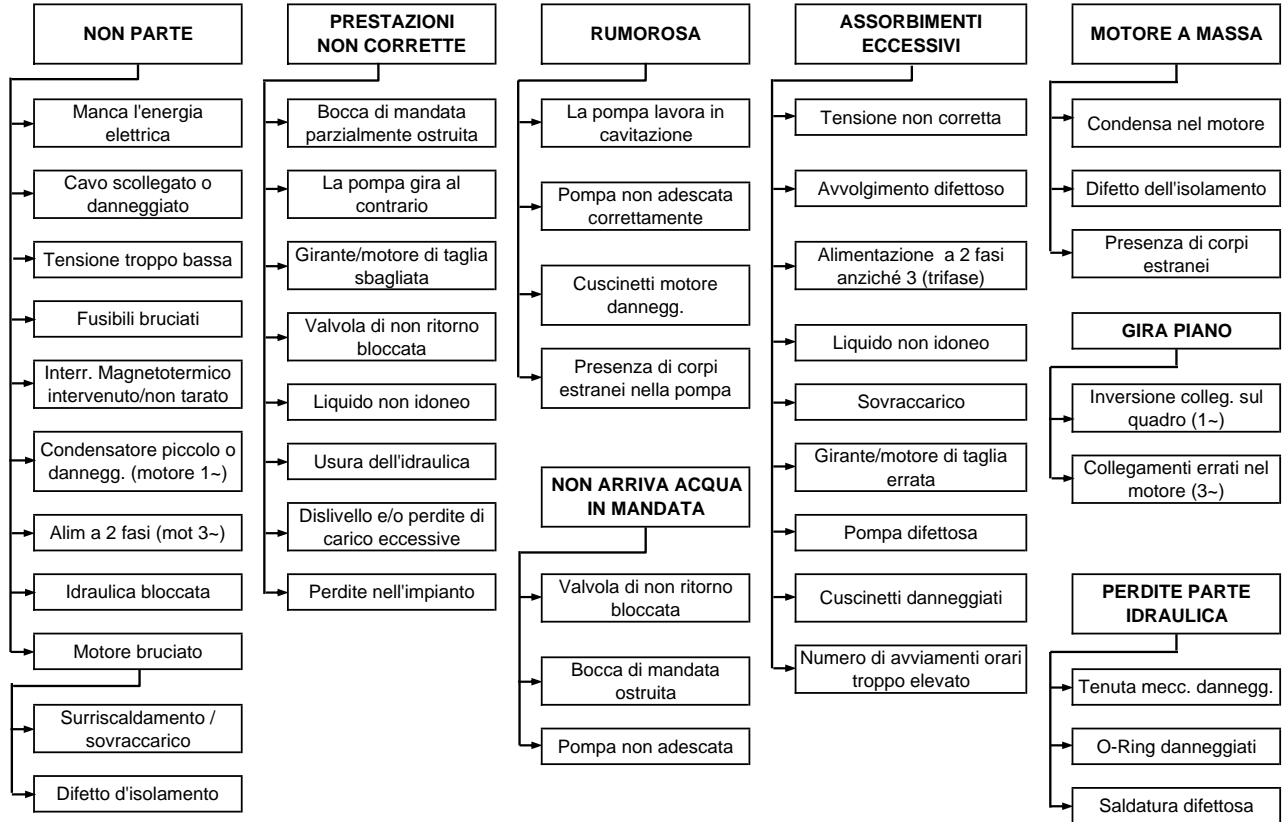 NON PARTE
Manca l'energia
elettrica
Cavo scollegato o
danneggiato
Tensione troppo bassa
Fusibili bruciati
Interr. Magnetotermico
intervenuto/non tarato
Condensatore piccolo o
dannegg. (motore 1~)
Alim a 2 fasi (mot 3~)
Idraulica bloccata
Motore bruciato
Surriscaldamento /
sovraccarico
Difetto d'isolamento
PRESTAZIONI
NON CORRETTE
Bocca di mandata
parzialmente ostruita
La pompa gira al
contrario
Girante/motore di taglia
sbagliata
Valvola di non ritorno
bloccata
Liquido non idoneo
Usura dell'idraulica
Dislivello e/o perdite di
carico eccessive
Perdite nell'impianto
RUMOROSA
La pompa lavora in
cavitazione
Pompa non adescata
correttamente
Cuscinetti motore
dannegg.
Presenza di corpi
estranei nella pompa
NON ARRIVA ACQUA
IN MANDATA
Valvola di non ritorno
bloccata
Bocca di mandata
ostruita
Pompa non adescata
ASSORBIMENTI
ECCESSIVI
Tensione non corretta
Avvolgimento difettoso
Alimentazione a 2 fasi
anziché 3 (trifase)
Liquido non idoneo
Sovraccarico
Girante/motore di taglia
errata
Pompa difettosa
Cuscinetti danneggiati
Numero di avviamenti orari
troppo elevato
MOTORE A MASSA
Condensa nel motore
Difetto dell'isolamento
Presenza di corpi
estranei
GIRA PIANO
Inversione colleg. sul
quadro (1~)
Collegamenti errati nel
motore (3~)
PERDITE PARTE
IDRAULICA
Tenuta mecc. dannegg.
O-Ring danneggiati
Saldatura difettosa